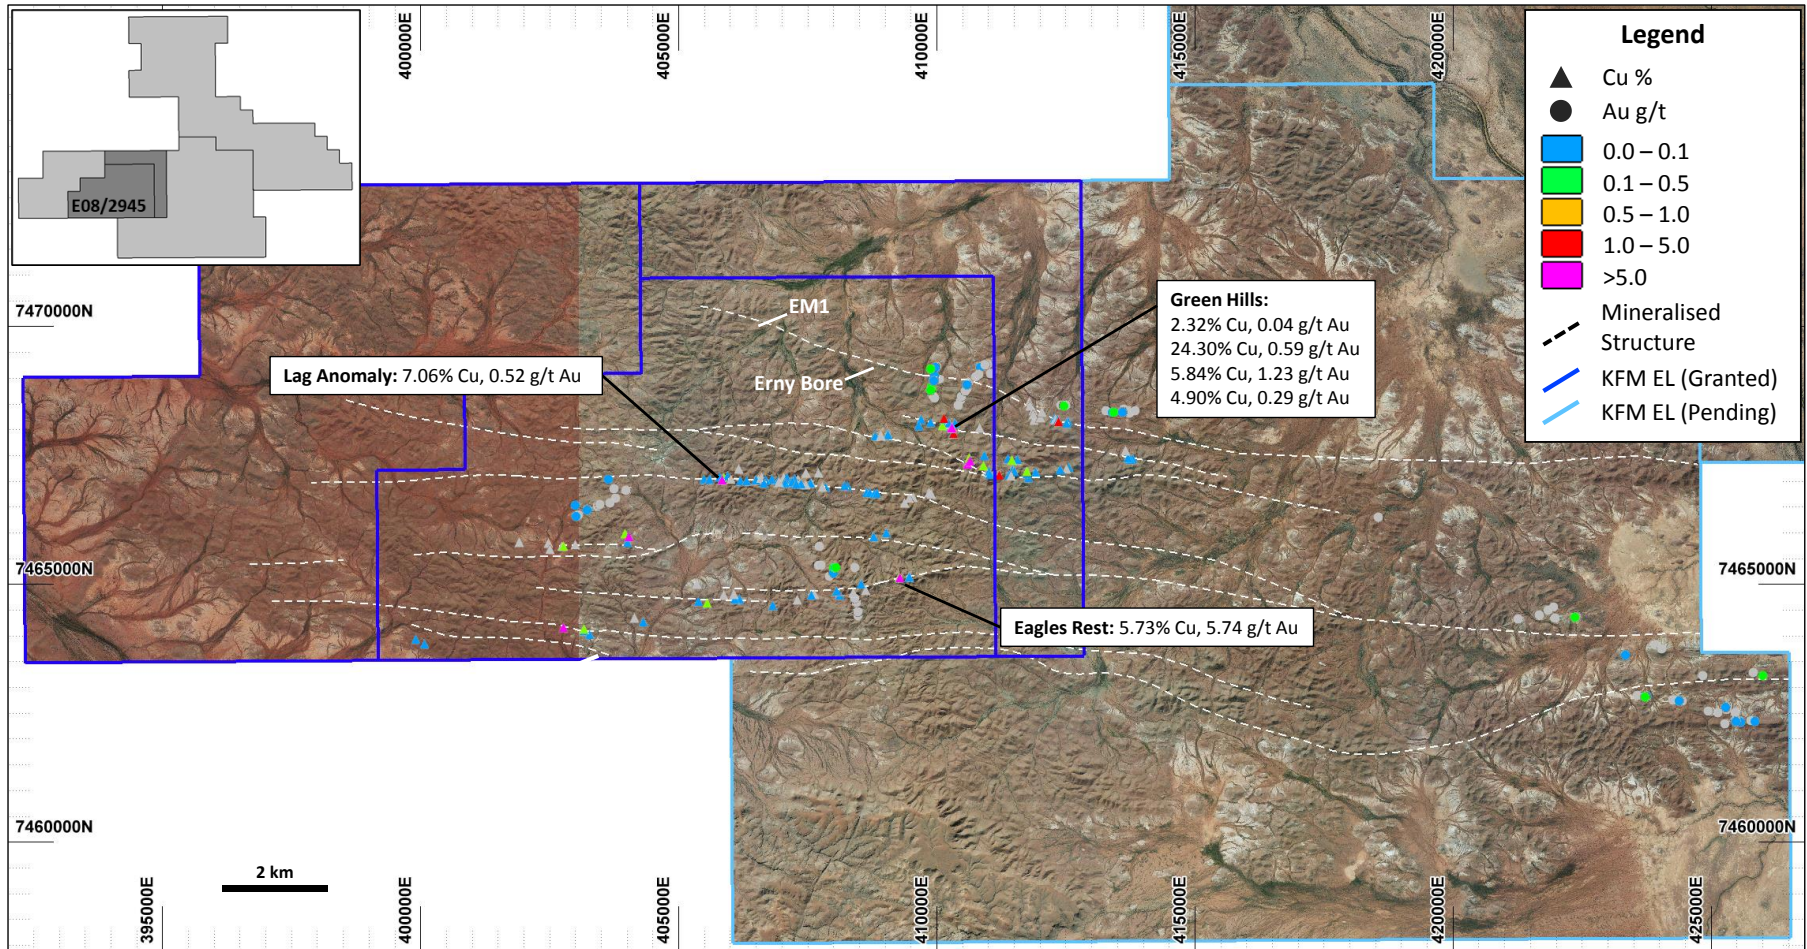 400000E
405000E
410000E
415000E
420000E
E08/2945
Legend
Cu %
Au g/t
0.0 – 0.1
0.1 – 0.5
0.5 – 1.0
1.0 – 5.0
>5.0
Mineralised
Structure
KFM EL (Granted)
KFM EL (Pending)
7470000N
EM1
Erny Bore
Lag Anomaly: 7.06% Cu, 0.52 g/t Au
Green Hills:
2.32% Cu, 0.04 g/t Au
24.30% Cu, 0.59 g/t Au
5.84% Cu, 1.23 g/t Au
4.90% Cu, 0.29 g/t Au
7465000N
7465000N
Eagles Rest: 5.73% Cu, 5.74 g/t Au
7460000N
7460000N
2 km
395000E
400000E
405000E
410000E
415000E
420000E
425000E